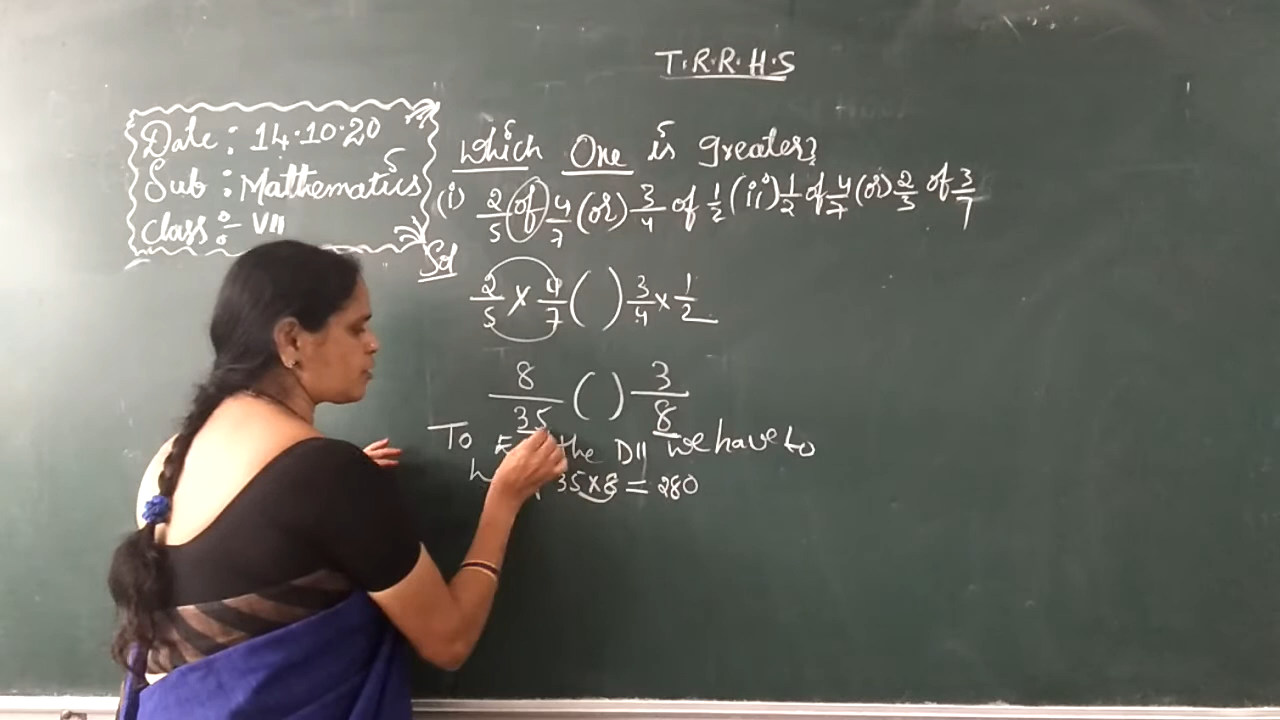 T.R.R.H.S
Date : 14.10.20
Sub : Mathematics
Class :- VII
Which One is greater?
(i) 2/5 of 4/7 (or) 3/4 of 1/2 (ii) 1/2 of 4/7 (or) 2/3 of 3/7
Sol
2/5 × 4/7 ( ) 3/4 × 1/2
8/35 ( ) 3/8
To the we have to
35×8 = 280